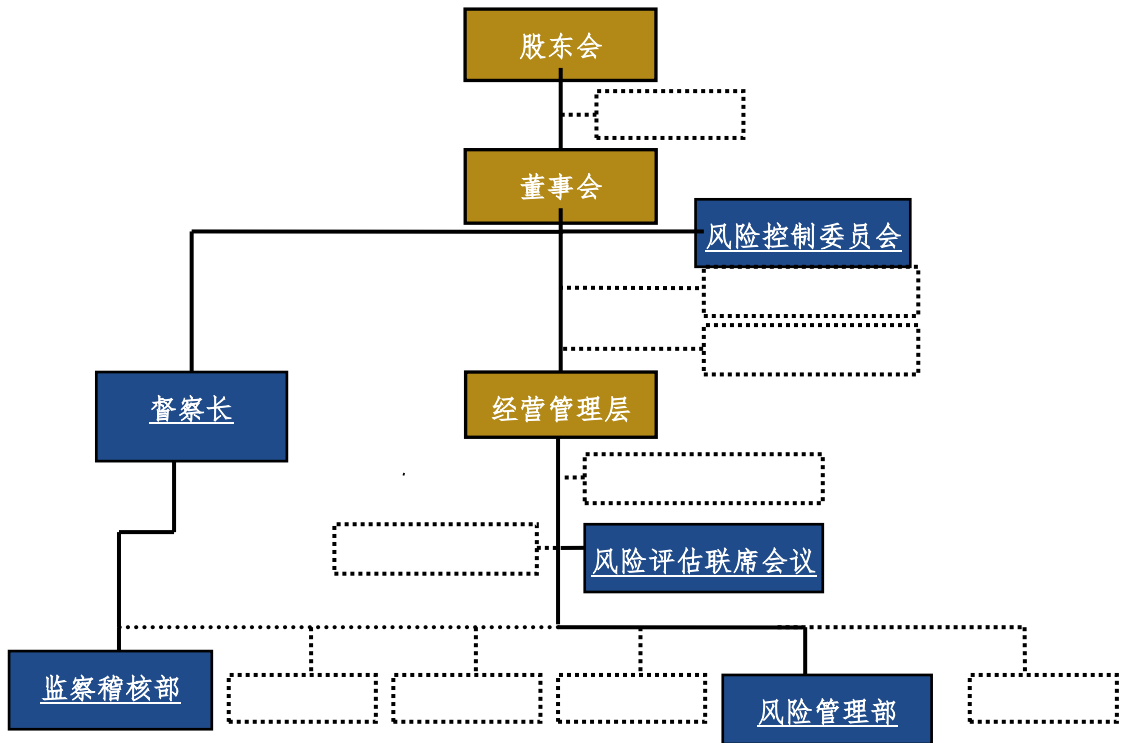 股东会
董事会
风险控制委员会
督察长
经营管理层
风险评估联席会议
监察稽核部
风险管理部